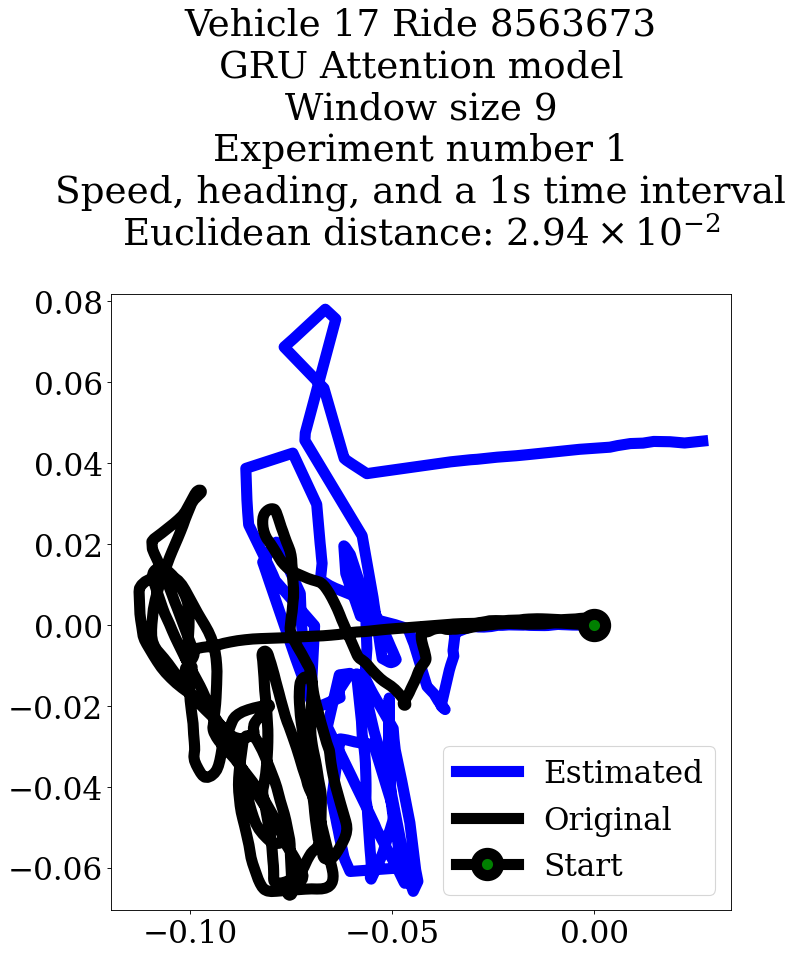 Vehicle 17 Ride 8563673
GRU Attention model
Window size 9
Experiment number 1
Speed, heading, and a 1s time interval
Euclidean distance: 2.94 × 10⁻²
0.08
0.06
0.04
0.02
0.00
−0.02
−0.04
−0.06
Estimated
Original
Start
−0.10
−0.05
0.00